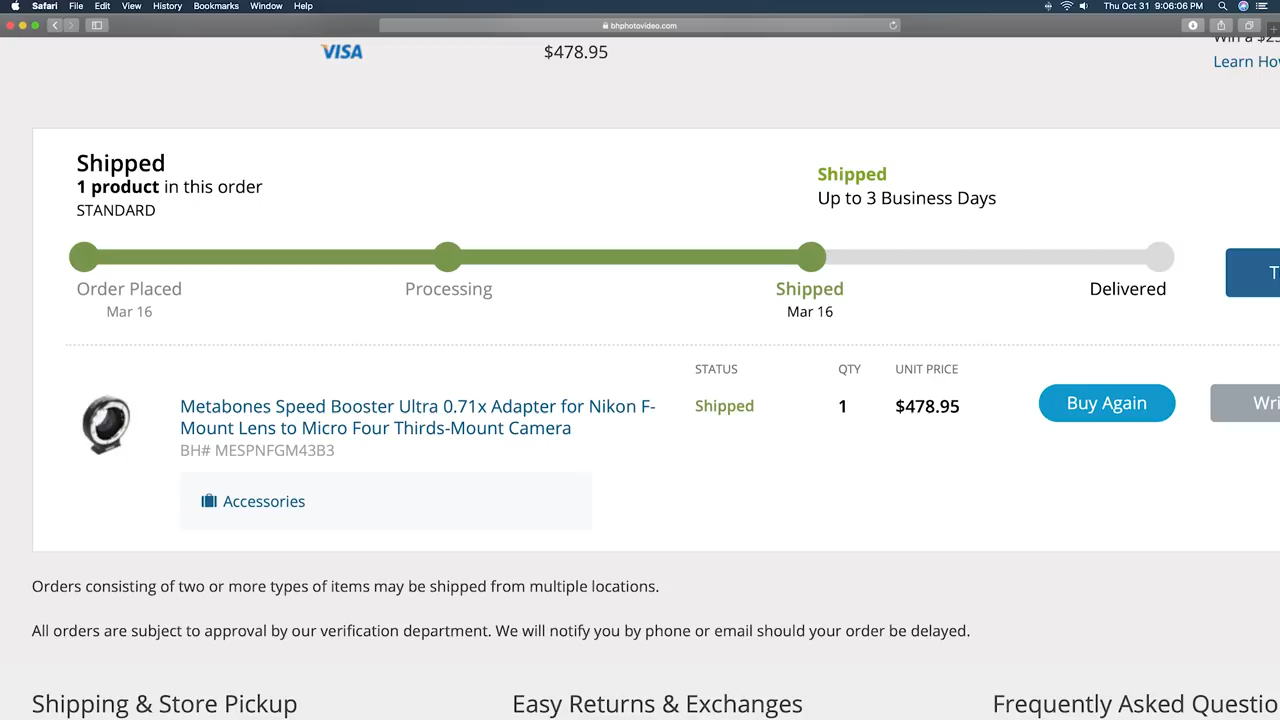 Safari File Edit View History Bookmarks Window Help Thu Oct 31 9:06:06 PM
bhphotovideo.com
VISA $478.95
Learn
Shipped
1 product in this order
STANDARD
Shipped
Up to 3 Business Days
Order Placed Processing Shipped Delivered
Mar 16 Mar 16
STATUS QTY UNIT PRICE
Metabones Speed Booster Ultra 0.71x Adapter for Nikon F-
Mount Lens to Micro Four Thirds-Mount Camera
BH# MESPNFGM43B3
Shipped 1 $478.95 Buy Again
Accessories
Orders consisting of two or more types of items may be shipped from multiple locations.
All orders are subject to approval by our verification department. We will notify you by phone or email should your order be delayed.
Shipping & Store Pickup Easy Returns & Exchanges Frequently Asked